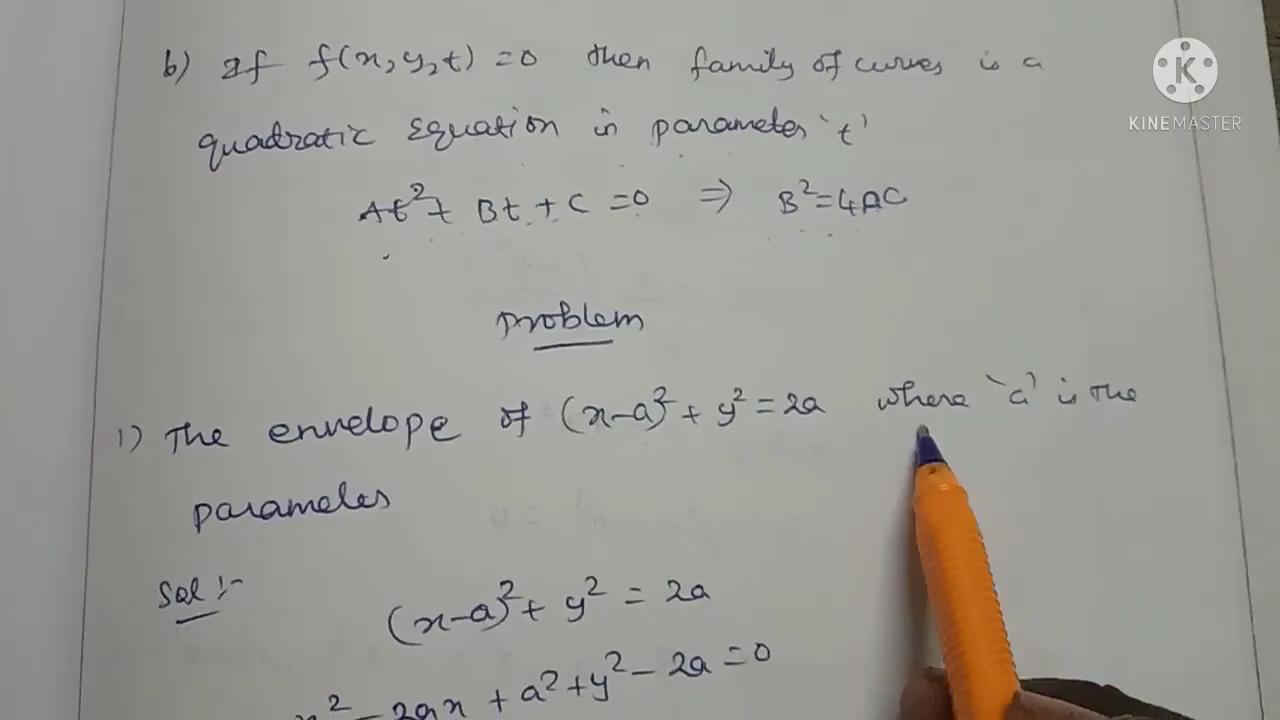 b) If f(x,y,t) = 0 then family of curves is a
quadratic equation in parameter 't'
At² + Bt + C = 0 ⇒ B² = 4AC
Problem
1) The envelope of (x-a)² + y² = 2a where 'a' is the
parameter
Sol :-
(x-a)² + y² = 2a
x² - 2ax + a² + y² - 2a = 0
K
KINEMASTER